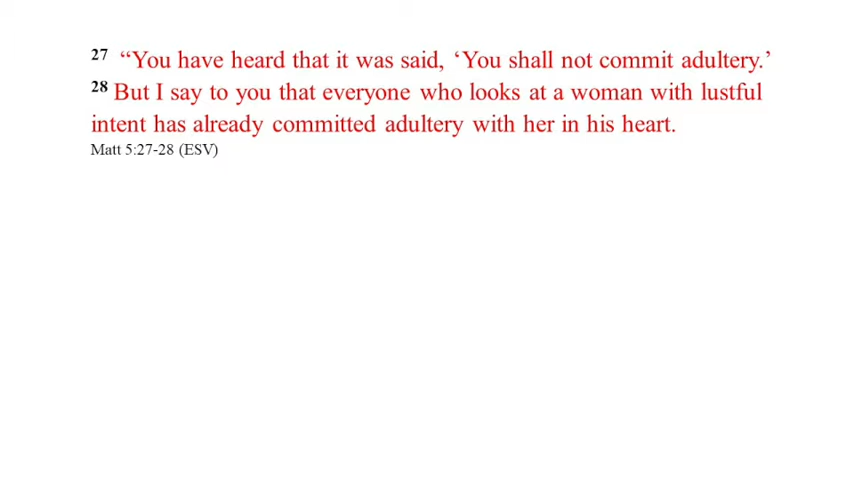 27 “You have heard that it was said, ‘You shall not commit adultery.’
28 But I say to you that everyone who looks at a woman with lustful
intent has already committed adultery with her in his heart.
Matt 5:27-28 (ESV)